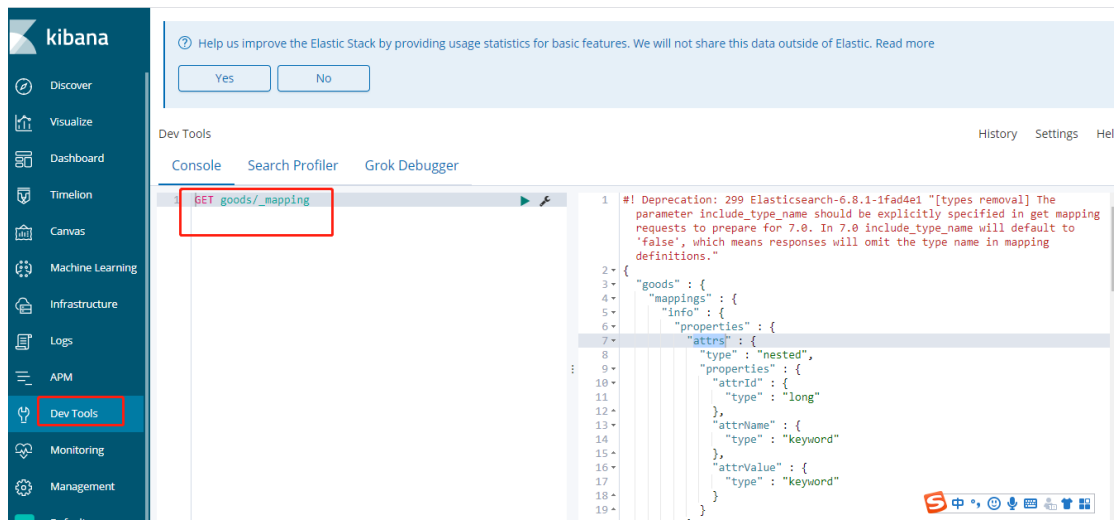 kibana
Discover
Visualize
Dashboard
Timelion
Canvas
Machine Learning
Infrastructure
Logs
APM
Dev Tools
Monitoring
Management
Help us improve the Elastic Stack by providing usage statistics for basic features. We will not share this data outside of Elastic. Read more
Yes No
Dev Tools
History Settings Hel
Console Search Profiler Grok Debugger
1 GET goods/_mapping
1 #! Deprecation: 299 Elasticsearch-6.8.1-1fad4e1 "[types removal] The
parameter include_type_name should be explicitly specified in get mapping
requests to prepare for 7.0. In 7.0 include_type_name will default to
'false', which means responses will omit the type name in mapping
definitions."
2 {
3 "goods" : {
4 "mappings" : {
5 "info" : {
6 "properties" : {
7 "attrs" : {
8 "type" : "nested",
9 "properties" : {
10 "attrId" : {
11 "type" : "long"
12 },
13 "attrName" : {
14 "type" : "keyword"
15 },
16 "attrValue" : {
17 "type" : "keyword"
18 }
19 }
S 中